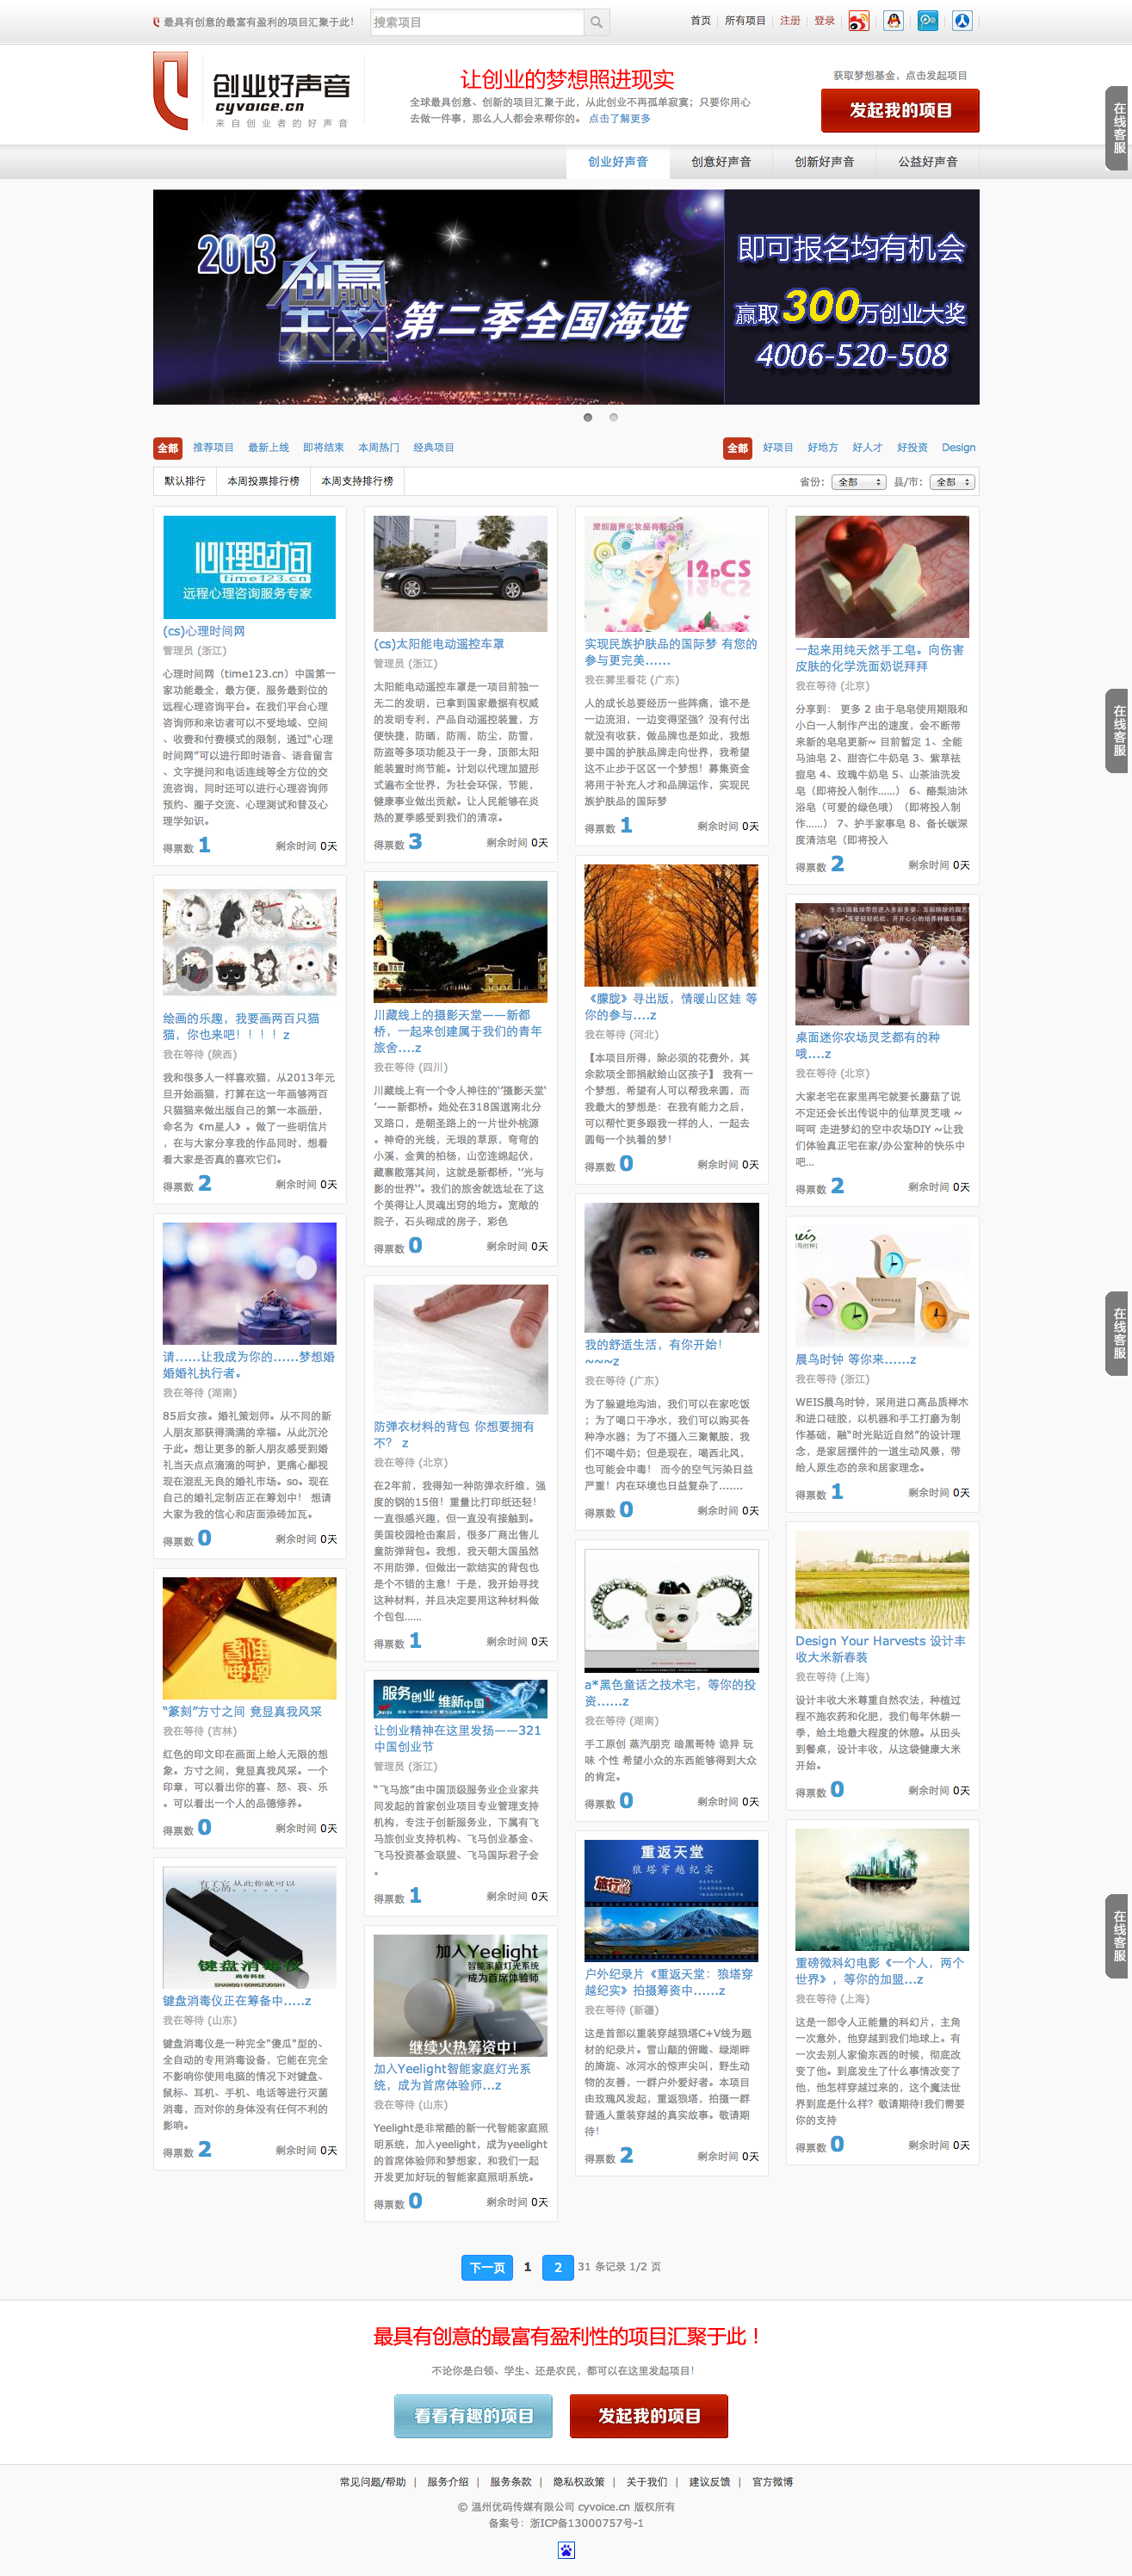 最具有创意的最富有盈利的项目汇聚于此！
搜索项目
首页
所有项目
注册
登录
创业好声音
cyvoice.cn
来自创业者的好声音
让创业的梦想照进现实
全球最具创意、创新的项目汇聚于此，从此创业不再孤单寂寞；只要你用心
去做一件事，那么人人都会来帮你的。 点击了解更多
获取梦想基金，点击发起项目
发起我的项目
在线客服
创业好声音
创意好声音
创新好声音
公益好声音
2013
创赢未来
第二季全国海选
即可报名均有机会
赢取300万创业大奖
4006-520-508
全部 推荐项目 最新上线 即将结束 本周热门 经典项目
全部 好项目 好地方 好人才 好投资 Design
默认排行 本周投票排行榜 本周支持排行榜
省份： 全部 县/市： 全部
心理时间
time123.cn
远程心理咨询服务专家
(cs)心理时间网
管理员 (浙江)
心理时间网（time123.cn）中国第一
家功能最全，最方便，服务最到位的
远程心理咨询平台。在我们平台心理
咨询师和来访者可以不受地域、空间
、收费和付费模式的限制，通过“心理
时间网”可以进行即时语音、语音留言
、文字提问和电话连线等全方位的交
流咨询，同时还可以进行心理咨询师
预约、圈子交流、心理测试和普及心
理学知识。
得票数 1 剩余时间 0天
绘画的乐趣，我要画两百只猫
猫，你也来吧！！！！z
我在等待 (陕西)
我和很多人一样喜欢猫，从2013年元
旦开始画猫，打算在这一年画够两百
只猫猫来做出版自己的第一本画册，
命名为《m星人》。做了一些明信片
，在与大家分享我的作品同时，想看
看大家是否真的喜欢它们。
得票数 2 剩余时间 0天
请......让我成为你的......梦想婚
婚婚礼执行者。
我在等待 (湖南)
85后女孩。婚礼策划师。从不同的新
人朋友那获得满满的幸福。从此沉沦
于此。想让更多的新人朋友感受到婚
礼当天点点滴滴的呵护，更痛心鄙视
现在混乱无良的婚礼市场。so。现在
自己的婚礼定制店正在筹划中！ 想请
大家为我的信心和店面添砖加瓦。
得票数 0 剩余时间 0天
“篆刻”方寸之间 竟显真我风采
我在等待 (吉林)
红色的印文印在画面上给人无限的想
象。方寸之间，竟显真我风采。一个
印章，可以看出你的喜、怒、哀、乐
。可以看出一个人的品德修养。
得票数 0 剩余时间 0天
键盘消毒仪
尚奇科技
SHANGQIGONGZUOSHI
键盘消毒仪正在筹备中.....z
我在等待 (山东)
键盘消毒仪是一种完全"傻瓜"型的、
全自动的专用消毒设备，它能在完全
不影响你使用电脑的情况下对键盘、
鼠标、耳机、手机、电话等进行灭菌
消毒，而对你的身体没有任何不利的
影响。
得票数 2 剩余时间 0天
(cs)太阳能电动遥控车罩
管理员 (浙江)
太阳能电动遥控车罩是一项目前独一
无二的发明，已拿到国家最据有权威
的发明专利，产品自动遥控装置，方
便快捷，防晒，防雨，防尘，防雪，
防盗等多项功能及于一身，顶部太阳
能装置时尚节能。计划以代理加盟形
式遍布全世界，为社会环保，节能，
健康事业做出贡献。让人民能够在炎
热的夏季感受到我们的清凉。
得票数 3 剩余时间 0天
川藏线上的摄影天堂——新都
桥，一起来创建属于我们的青年
旅舍....z
我在等待 (四川)
川藏线上有一个令人神往的‘’摄影天堂’
’——新都桥。她处在318国道南北分
叉路口，是朝圣路上的一片世外桃源
。神奇的光线，无垠的草原，弯弯的
小溪，金黄的柏杨，山峦连绵起伏，
藏寨散落其间，这就是新都桥，‘’光与
影的世界‘’。我们的旅舍就选址在了这
个美得让人灵魂出窍的地方。宽敞的
院子，石头砌成的房子，彩色
得票数 0 剩余时间 0天
防弹衣材料的背包 你想要拥有
不？ z
我在等待 (北京)
在2年前，我得知一种防弹衣纤维，强
度的钢的15倍！重量比打印纸还轻！
一直很感兴趣，但一直没有接触到。
美国校园枪击案后，很多厂商出售儿
童防弹背包。我想，我天朝大国虽然
不用防弹，但做出一款结实的背包也
是个不错的主意！于是，我开始寻找
这种材料，并且决定要用这种材料做
个包包......
得票数 1 剩余时间 0天
服务创业 维新中国
让创业精神在这里发扬——321
中国创业节
管理员 (浙江)
“飞马旅”由中国顶级服务业企业家共
同发起的首家创业项目专业管理支持
机构，专注于创新服务业，下属有飞
马旅创业支持机构、飞马创业基金、
飞马投资基金联盟、飞马国际君子会
。
得票数 1 剩余时间 0天
加入Yeelight
智能家庭灯光系统
成为首席体验师
继续火热筹资中！
加入Yeelight智能家庭灯光系
统，成为首席体验师...z
我在等待 (山东)
Yeelight是非常酷的新一代智能家庭照
明系统，加入yeelight，成为yeelight
的首席体验师和梦想家，和我们一起
开发更加好玩的智能家庭照明系统。
得票数 0 剩余时间 0天
12pCS
实现民族护肤品的国际梦 有您的
参与更完美......
我在雾里看花 (广东)
人的成长总要经历一些阵痛，谁不是
一边流泪，一边变得坚强？没有付出
就没有收获，做品牌也是如此，我想
要中国的护肤品牌走向世界，我希望
这不止步于区区一个梦想！募集资金
将用于补充人才和品牌运作，实现民
族护肤品的国际梦
得票数 1 剩余时间 0天
《朦胧》寻出版，情暖山区娃 等
你的参与....z
我在等待 (河北)
【本项目所得，除必须的花费外，其
余款项全部捐献给山区孩子】 我有一
个梦想，希望有人可以帮我来圆，而
我最大的梦想是：在我有能力之后，
可以帮忙更多跟我一样的人，一起去
圆每一个执着的梦！
得票数 0 剩余时间 0天
我的舒适生活，有你开始！
~~~z
我在等待 (广东)
为了躲避地沟油，我们可以在家吃饭
；为了喝口干净水，我们可以购买各
种净水器；为了不摄入三聚氰胺，我
们不喝牛奶；但是现在，喝西北风，
也可能会中毒！ 而今的空气污染日益
严重！内在环境也日益复杂了.......
得票数 0 剩余时间 0天
a*黑色童话之技术宅，等你的投
资......z
我在等待 (湖南)
手工原创 蒸汽朋克 暗黑哥特 诡异 玩
味 个性 希望小众的东西能够得到大众
的肯定。
得票数 0 剩余时间 0天
重返天堂
狼塔穿越纪实
户外纪录片《重返天堂：狼塔穿
越纪实》拍摄筹资中......z
我在等待 (新疆)
这是首部以重装穿越狼塔C+V线为题
材的纪录片。雪山颠的俯瞰、绿湖畔
的旖旎、冰河水的惊声尖叫，野生动
物的友善，一群户外爱好者。本项目
由玫瑰风发起，重返狼塔，拍摄一群
普通人重装穿越的真实故事。敬请期
待！
得票数 2 剩余时间 0天
一起来用纯天然手工皂。向伤害
皮肤的化学洗面奶说拜拜
我在等待 (北京)
分享到： 更多 2 由于皂皂使用期限和
小白一人制作产出的速度，会不断带
来新的皂皂更新~ 目前暂定 1、全能
马油皂 2、甜杏仁牛奶皂 3、紫草祛
痘皂 4、玫瑰牛奶皂 5、山茶油洗发
皂（即将投入制作......） 6、酪梨油沐
浴皂（可爱的绿色哦）（即将投入制
作......） 7、护手家事皂 8、备长碳深
度清洁皂（即将投入
得票数 2 剩余时间 0天
桌面迷你农场灵芝都有的种
哦....z
我在等待 (北京)
大家老宅在家里再宅就要长蘑菇了说
不定还会长出传说中的仙草灵芝哦 ~
呵呵 走进梦幻的空中农场DIY ~让我
们体验真正宅在家/办公室种的快乐中
吧...
得票数 2 剩余时间 0天
晨鸟时钟 等你来......z
我在等待 (浙江)
WEIS晨鸟时钟，采用进口高品质榉木
和进口硅胶，以机器和手工打磨为制
作基础，融“时光贴近自然”的设计理
念，是家居摆件的一道生动风景，带
给人原生态的亲和居家理念。
得票数 1 剩余时间 0天
Design Your Harvests 设计丰
收大米新春装
我在等待 (上海)
设计丰收大米尊重自然农法，种植过
程不施农药和化肥，我们每年休耕一
季，给土地最大程度的休憩。从田头
到餐桌，设计丰收，从这袋健康大米
开始。
得票数 0 剩余时间 0天
重磅微科幻电影《一个人，两个
世界》，等你的加盟...z
我在等待 (上海)
这是一部令人正能量的科幻片，主角
一次意外，他穿越到我们地球上。有
一次去别人家偷东西的时候，彻底改
变了他。到底发生了什么事情改变了
他，他怎样穿越过来的，这个魔法世
界到底是什么样？敬请期待!我们需要
你的支持
得票数 0 剩余时间 0天
在线客服
在线客服
在线客服
下一页 1 2 31 条记录 1/2 页
最具有创意的最富有盈利性的项目汇聚于此！
不论你是白领、学生、还是农民，都可以在这里发起项目！
看看有趣的项目
发起我的项目
常见问题/帮助 | 服务介绍 | 服务条款 | 隐私权政策 | 关于我们 | 建议反馈 | 官方微博
© 温州优码传媒有限公司 cyvoice.cn 版权所有
备案号：浙ICP备13000757号-1